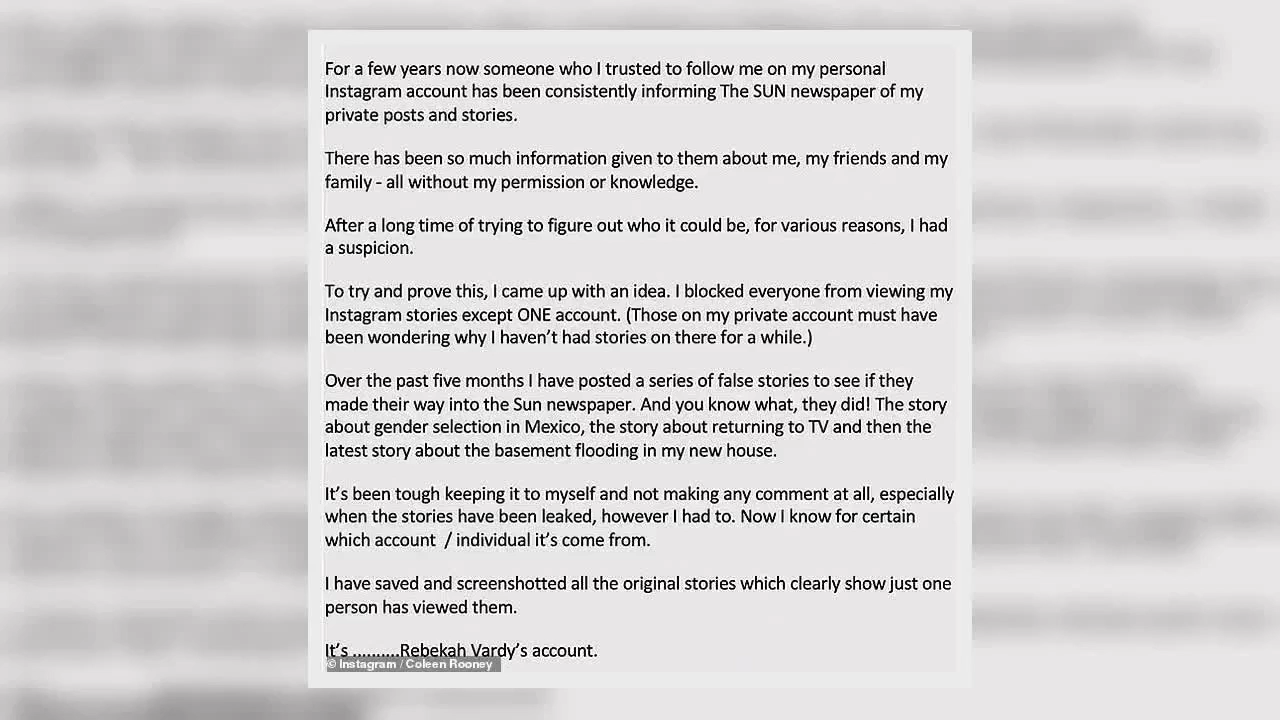 For a few years now someone who I trusted to follow me on my personal
Instagram account has been consistently informing The SUN newspaper of my
private posts and stories.
There has been so much information given to them about me, my friends and my
family - all without my permission or knowledge.
After a long time of trying to figure out who it could be, for various reasons, I had
a suspicion.
To try and prove this, I came up with an idea. I blocked everyone from viewing my
Instagram stories except ONE account. (Those on my private account must have
been wondering why I haven't had stories on there for a while.)
Over the past five months I have posted a series of false stories to see if they
made their way into the Sun newspaper. And you know what, they did! The story
about gender selection in Mexico, the story about returning to TV and then the
latest story about the basement flooding in my new house.
It's been tough keeping it to myself and not making any comment at all, especially
when the stories have been leaked, however I had to. Now I know for certain
which account / individual it's come from.
I have saved and screenshotted all the original stories which clearly show just one
person has viewed them.
It's ..........Rebekah Vardy's account.
© Instagram / Coleen Rooney